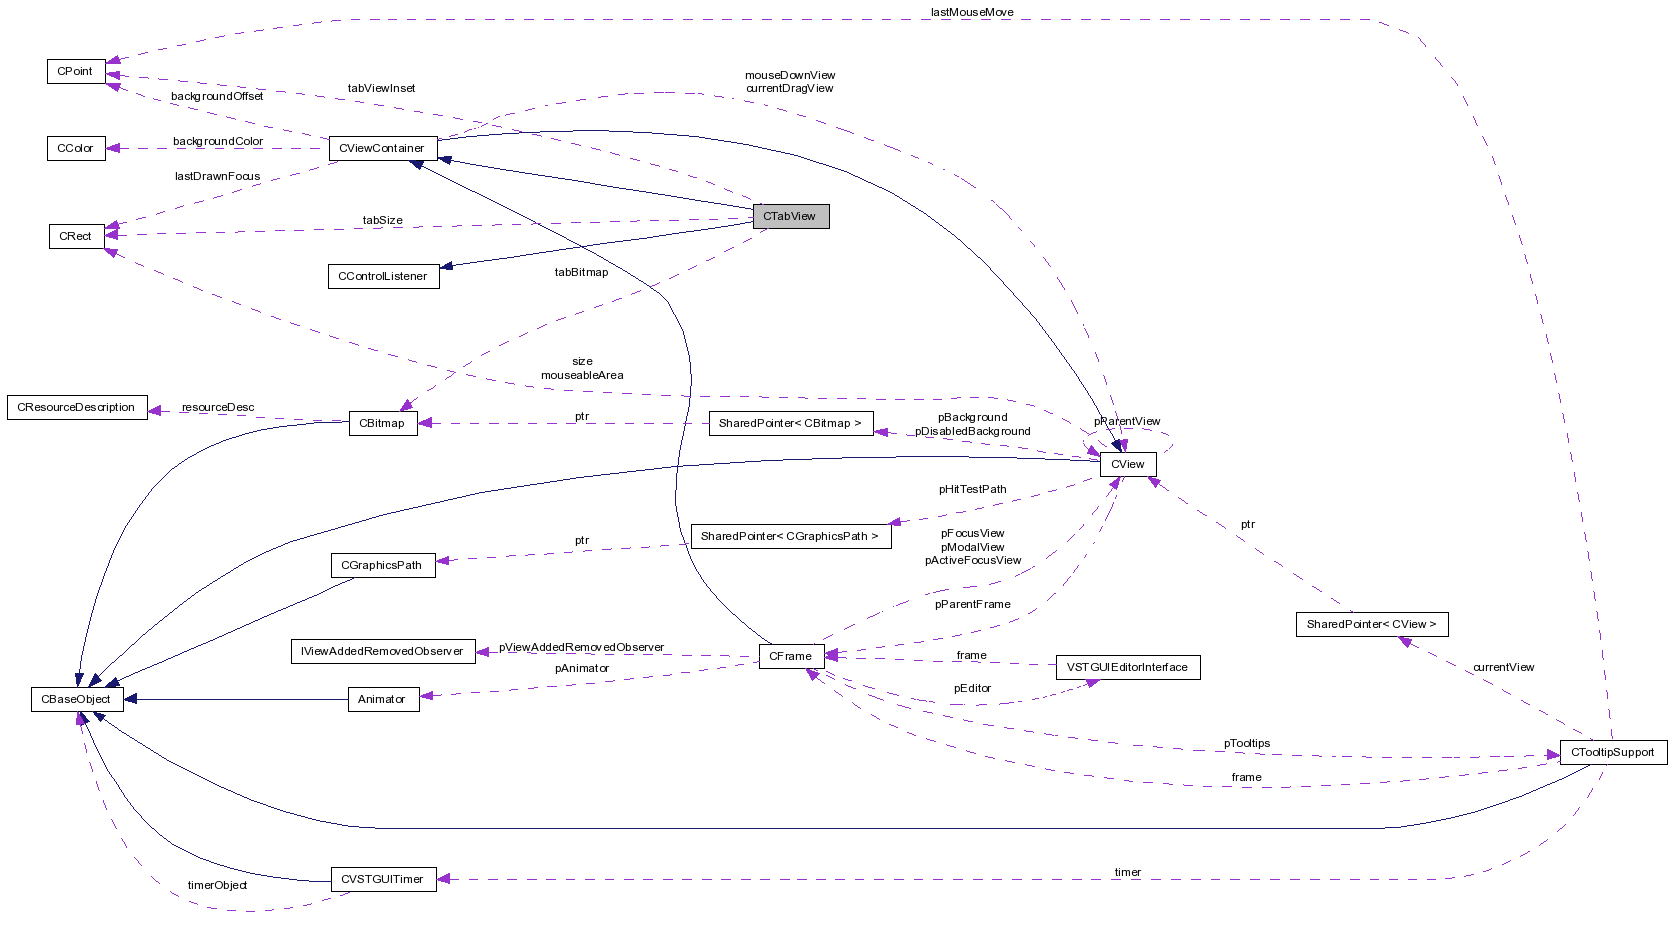 lastMouseMove
CPoint
mouseDownView
currentDragView
tabViewInset
backgroundOffset
CColor
backgroundColor
CViewContainer
lastDrawnFocus
CTabView
tabSize
CRect
CControlListener
tabBitmap
size
mouseableArea
CResourceDescription
resourceDesc
CBitmap
ptr
SharedPointer< CBitmap >
pBackground
pDisabledBackground
pParentView
CView
pHitTestPath
ptr
SharedPointer< CGraphicsPath >
pFocusView
pModalView
pActiveFocusView
ptr
CGraphicsPath
pParentFrame
SharedPointer< CView >
IViewAddedRemovedObserver
pViewAddedRemovedObserver
CFrame
frame
VSTGUIEditorInterface
currentView
pAnimator
pEditor
CBaseObject
Animator
pTooltips
CTooltipSupport
frame
timerObject
CVSTGUITimer
timer